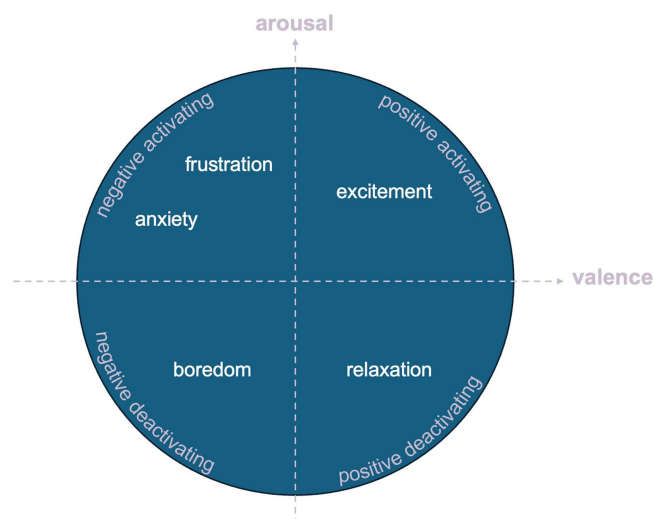 arousal
negative activating
positive activating
frustration
excitement
anxiety
valence
boredom
relaxation
negative deactivating
positive deactivating